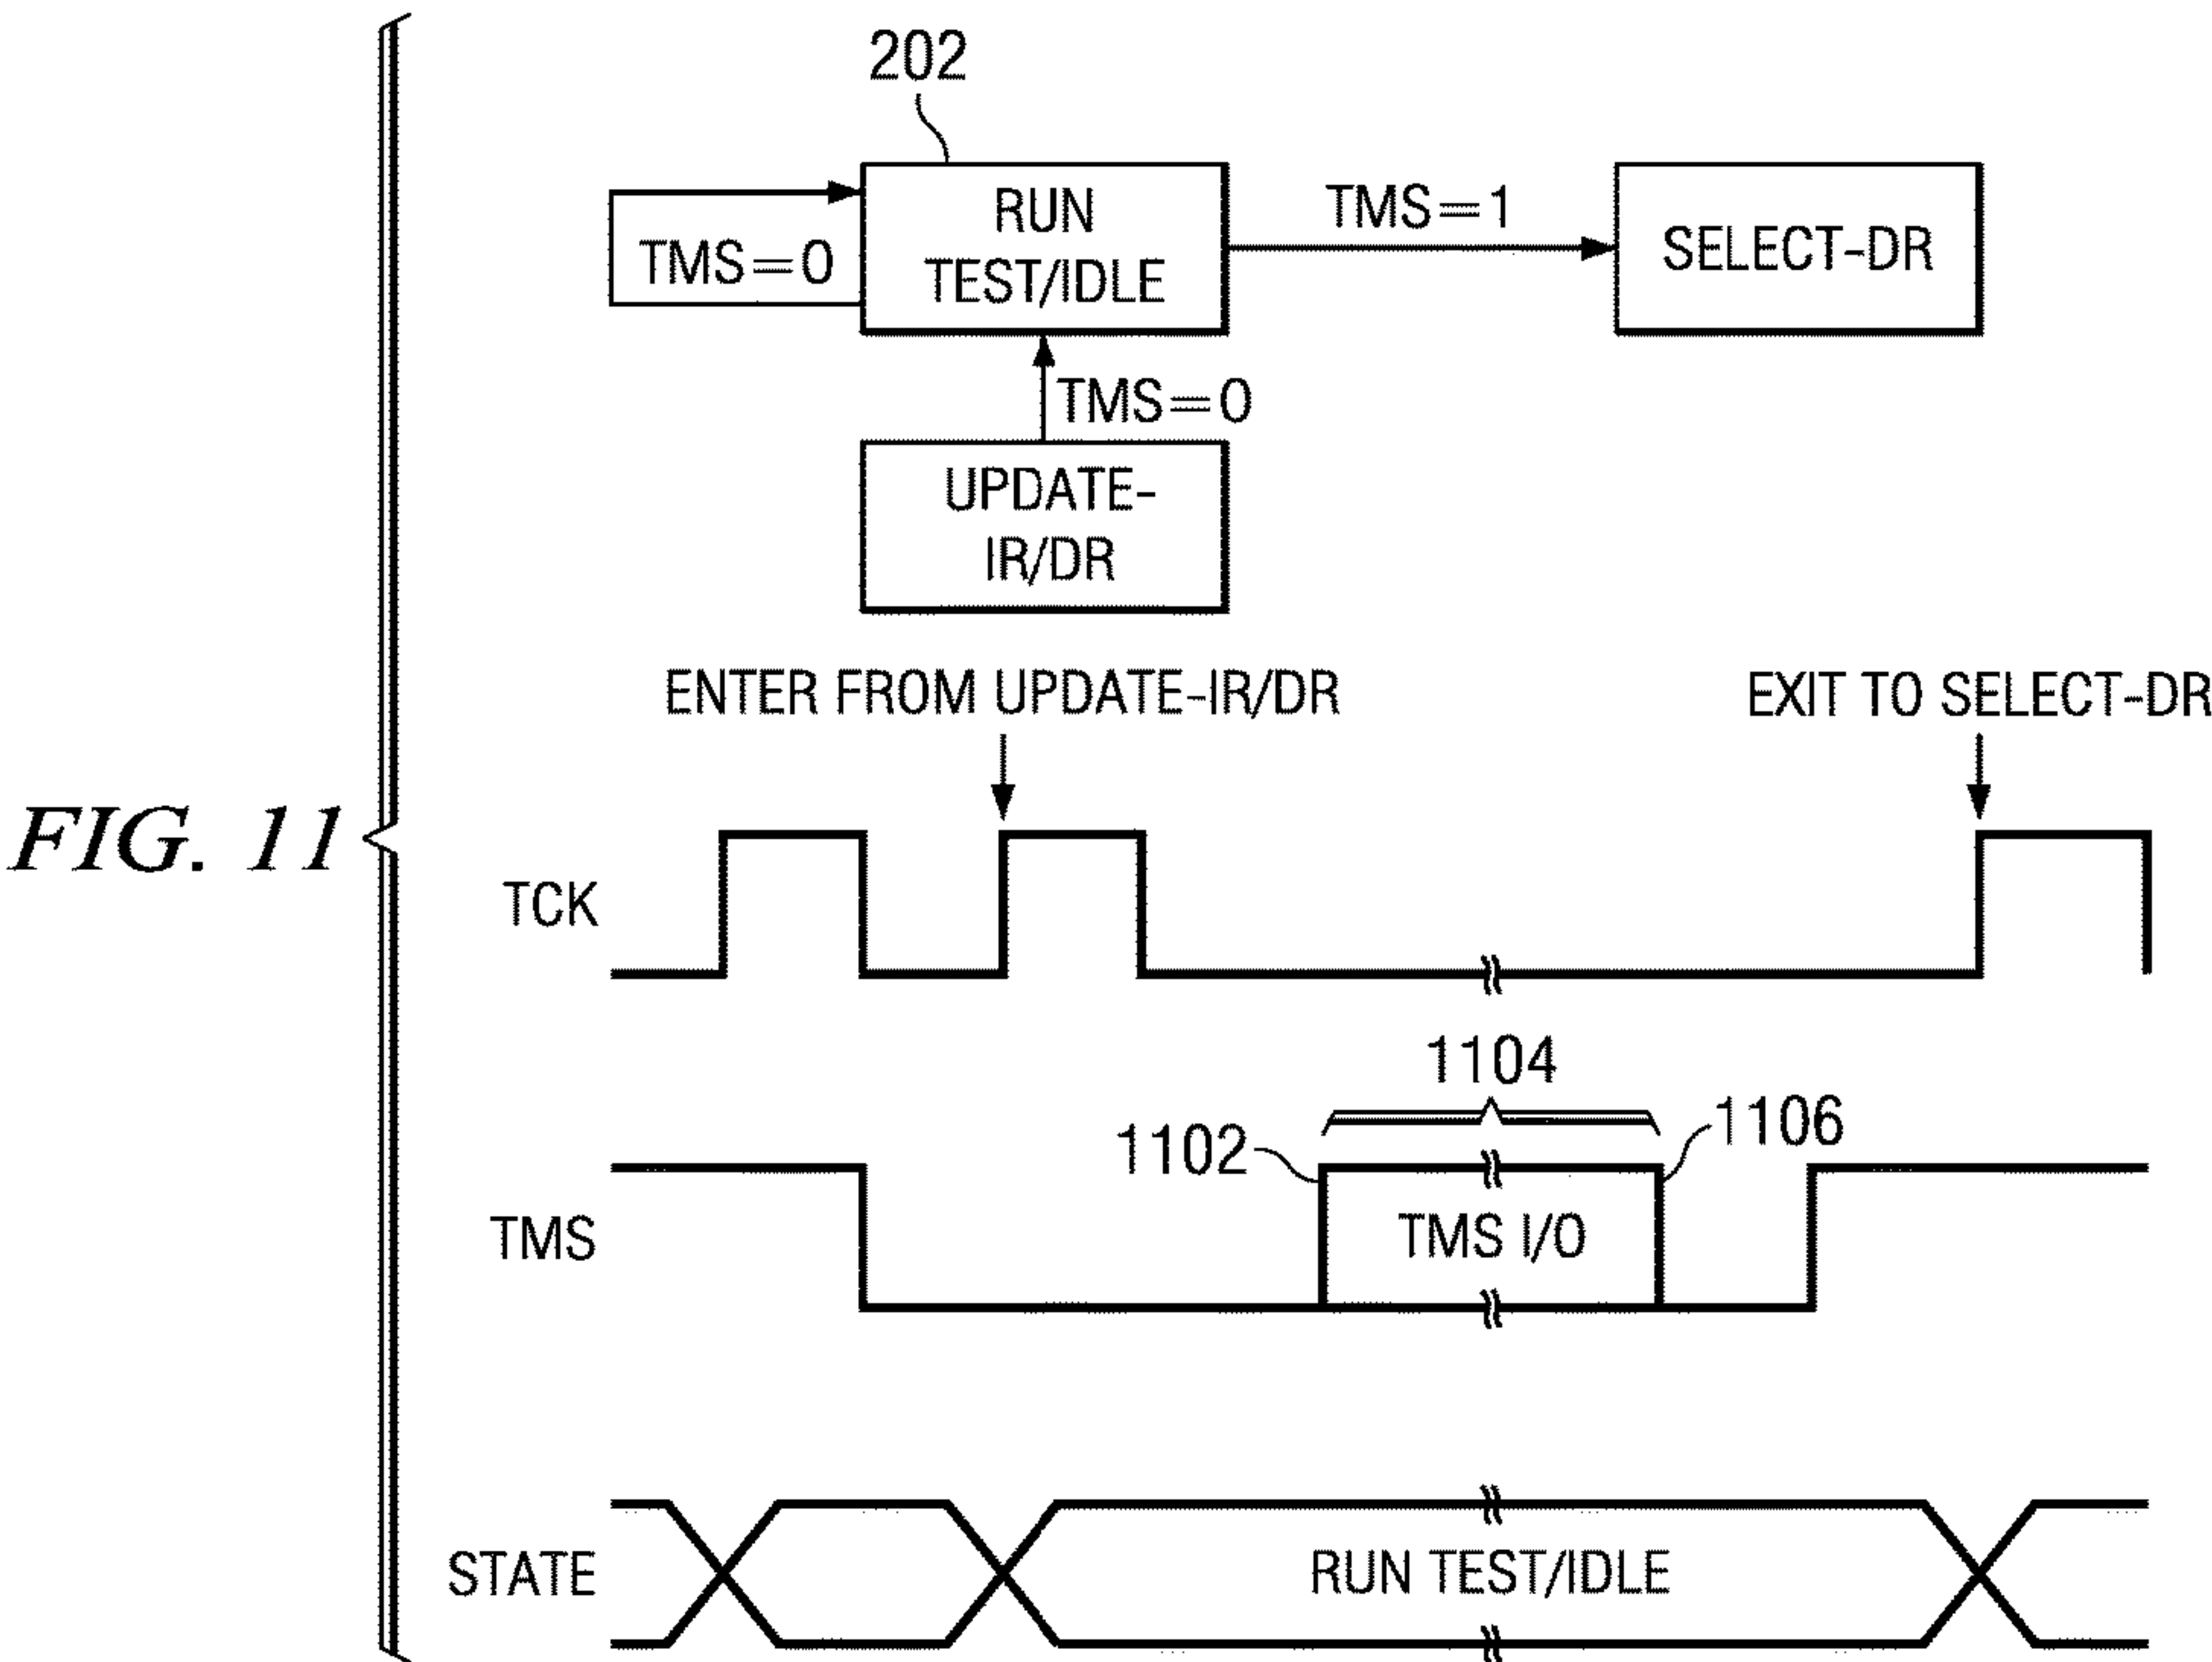 202
RUN
TEST/IDLE
TMS=0
TMS=1
SELECT-DR
TMS=0
UPDATE-
IR/DR
ENTER FROM UPDATE-IR/DR
EXIT TO SELECT-DR
FIG. 11
TCK
1104
1102
1106
TMS
TMS I/O
STATE
RUN TEST/IDLE